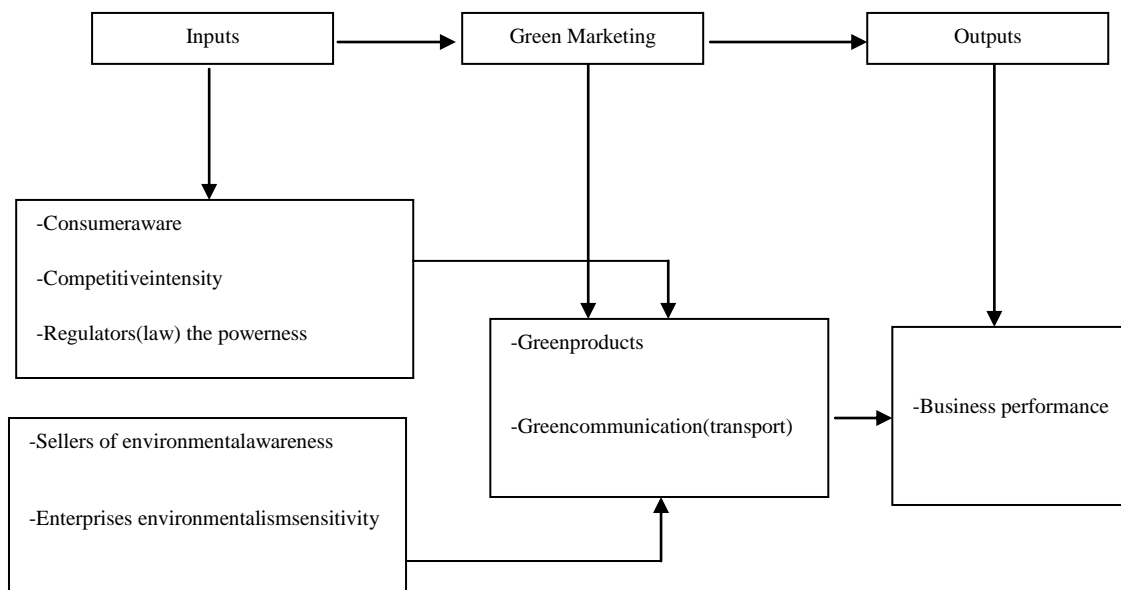 Inputs
Green Marketing
Outputs
-Consumeraware
-Competitiveintensity
-Regulators(law) the powerness
-Greenproducts
-Greencommunication(transport)
-Business performance
-Sellers of environmentalawareness
-Enterprises environmentalismsensitivity